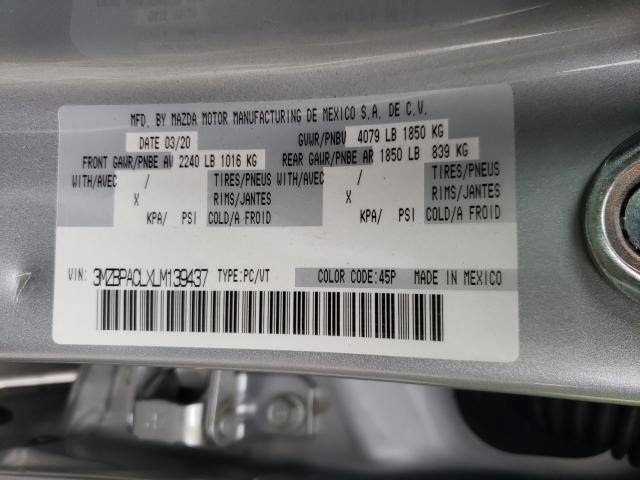 MFD. BY MAZDA MOTOR MANUFACTURING DE MEXICO S.A. DE C.V.
DATE 03/20 GVWR/PNBV 4079 LB 1850 KG
FRONT GAWR/PNBE AV 2240 LB 1016 KG REAR GAWR/PNBE AR 1850 LB 839 KG
WITH/AVEC / TIRES/PNEUS WITH/AVEC / TIRES/PNEUS
X RIMS/JANTES X RIMS/JANTES
KPA/ PSI COLD/A FROID KPA/ PSI COLD/A FROID
VIN: 3MZBPACLXLM139437 TYPE:PC/VT COLOR CODE:45P MADE IN MEXICO